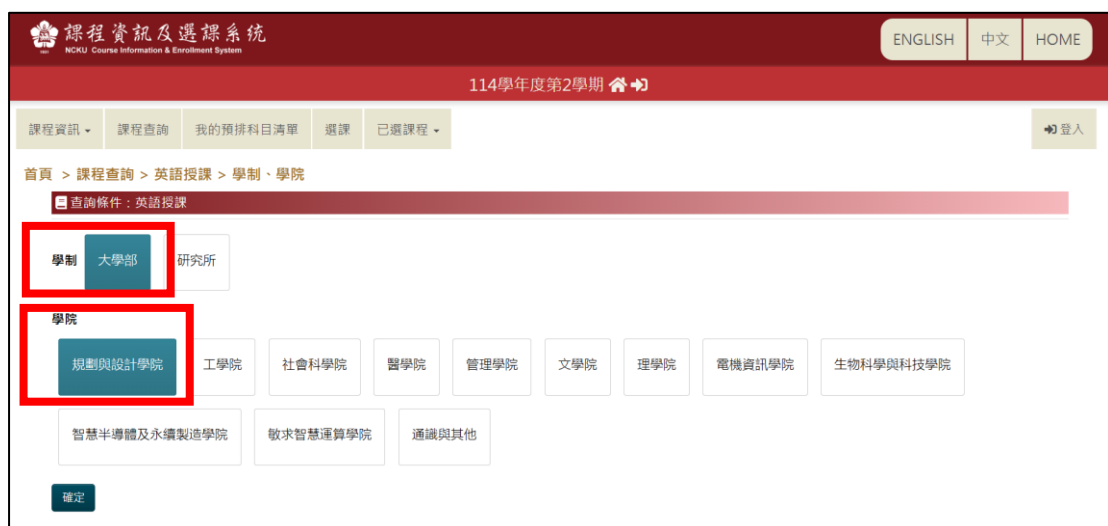 課程資訊及選課系統
NCKU Course Information & Enrollment System
ENGLISH 中文 HOME
114學年度第2學期
課程資訊 課程查詢 我的預排科目清單 選課 已選課程 登入
首頁 > 課程查詢 > 英語授課 > 學制、學院
查詢條件：英語授課
學制 大學部 研究所
學院
規劃與設計學院 工學院 社會科學院 醫學院 管理學院 文學院 理學院 電機資訊學院 生物科學與科技學院
智慧半導體及永續製造學院 敏求智慧運算學院 通識與其他
確定